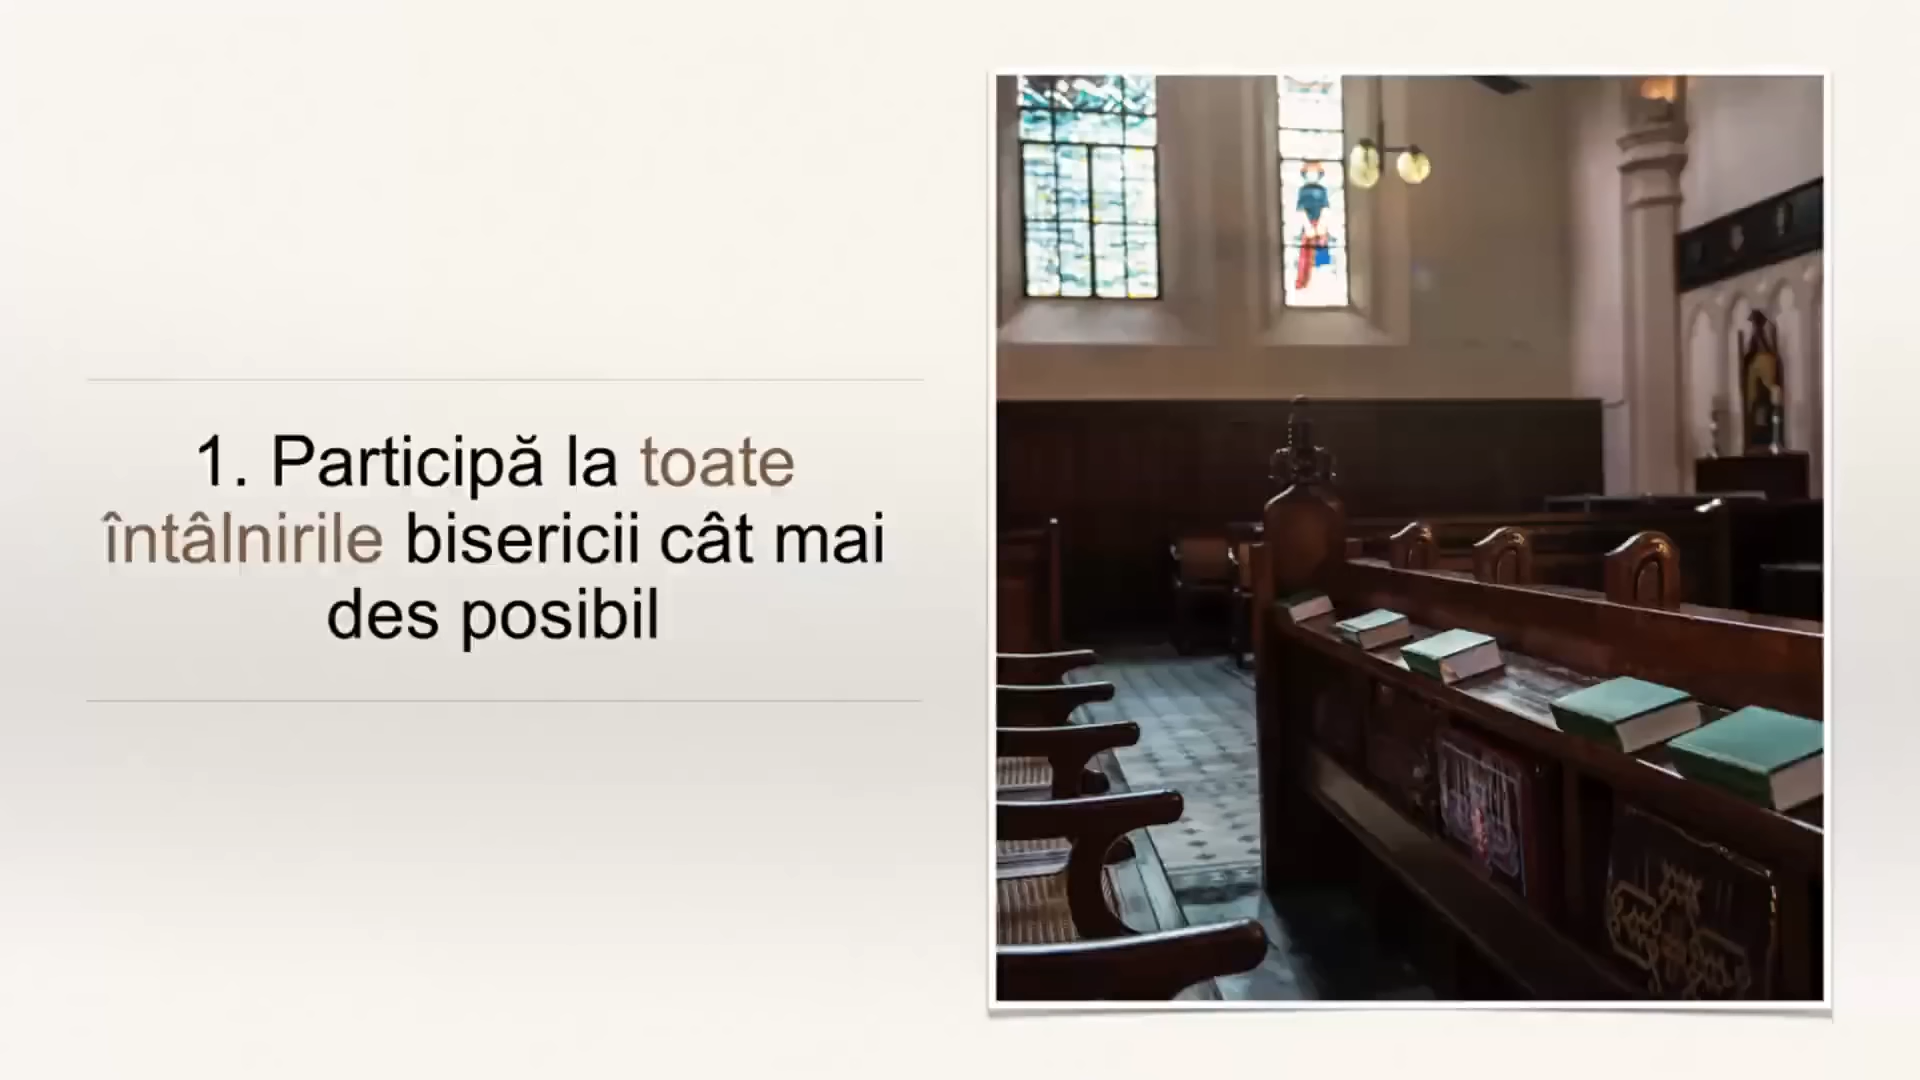 1. Participă la toate
întâlnirile bisericii cât mai
des posibil